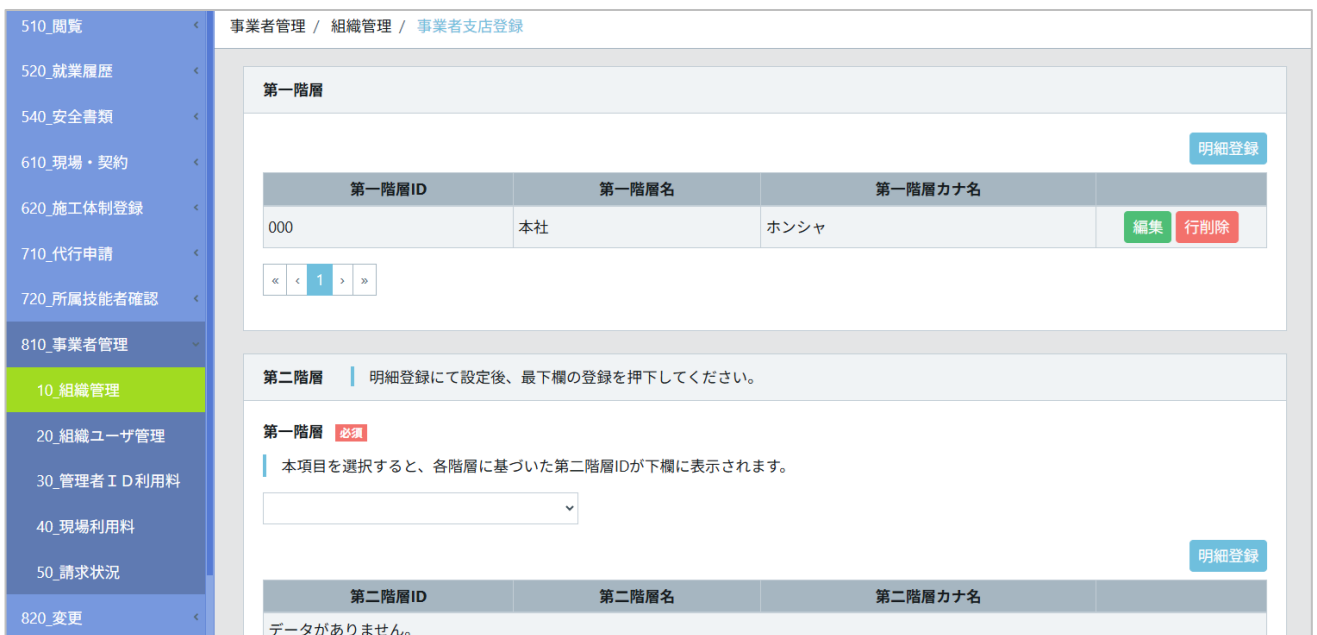 510_閲覧
520_就業履歴
540_安全書類
610_現場・契約
620_施工体制登録
710_代行申請
720_所属技能者確認
810_事業者管理
10_組織管理
20_組織ユーザ管理
30_管理者ＩＤ利用料
40_現場利用料
50_請求状況
820_変更
事業者管理 / 組織管理 / 事業者支店登録
第一階層
明細登録
第一階層ID 第一階層名 第一階層カナ名
000 本社 ホンシャ 編集 行削除
« ‹ 1 › »
第二階層 明細登録にて設定後、最下欄の登録を押下してください。
第一階層 必須
本項目を選択すると、各階層に基づいた第二階層IDが下欄に表示されます。
明細登録
第二階層ID 第二階層名 第二階層カナ名
データがありません。